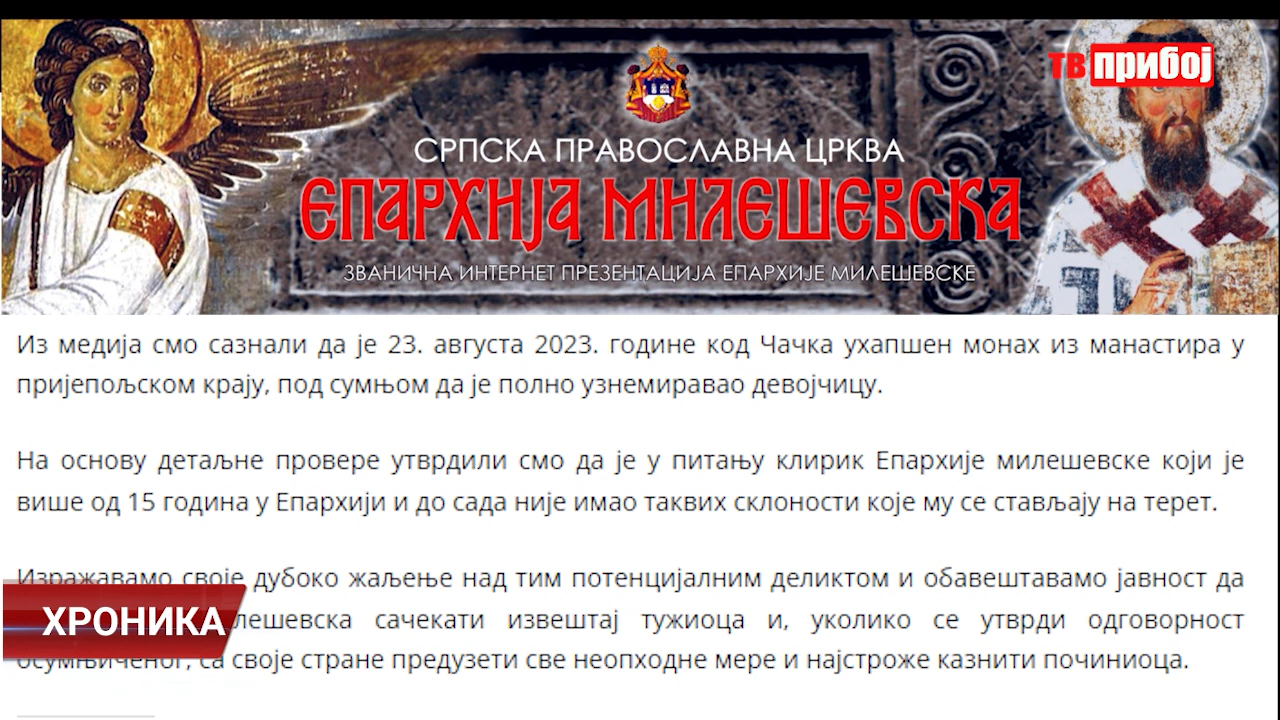 тв прибој
СРПСКА ПРАВОСЛАВНА ЦРКВА
ЕПАРХИЈА МИЛЕШЕВСКА
ЗВАНИЧНА ИНТЕРНЕТ ПРЕЗЕНТАЦИЈА ЕПАРХИЈЕ МИЛЕШЕВСКЕ
Из медија смо сазнали да је 23. августа 2023. године код Чачка ухапшен монах из манастира у
пријепољском крају, под сумњом да је полно узнемиравао девојчицу.
На основу детаљне провере утврдили смо да је у питању клирик Епархије милешевске који је
више од 15 година у Епархији и до сада није имао таквих склоности које му се стављају на терет.
Изражавамо своје дубоко жаљење над тим потенцијалним деликтом и обавештавамо јавност да
лешевска сачекати извештај тужиоца и, уколико се утврди одговорност
осумњиченог, са своје стране предузети све неопходне мере и најстроже казнити починиоца.
ХРОНИКА